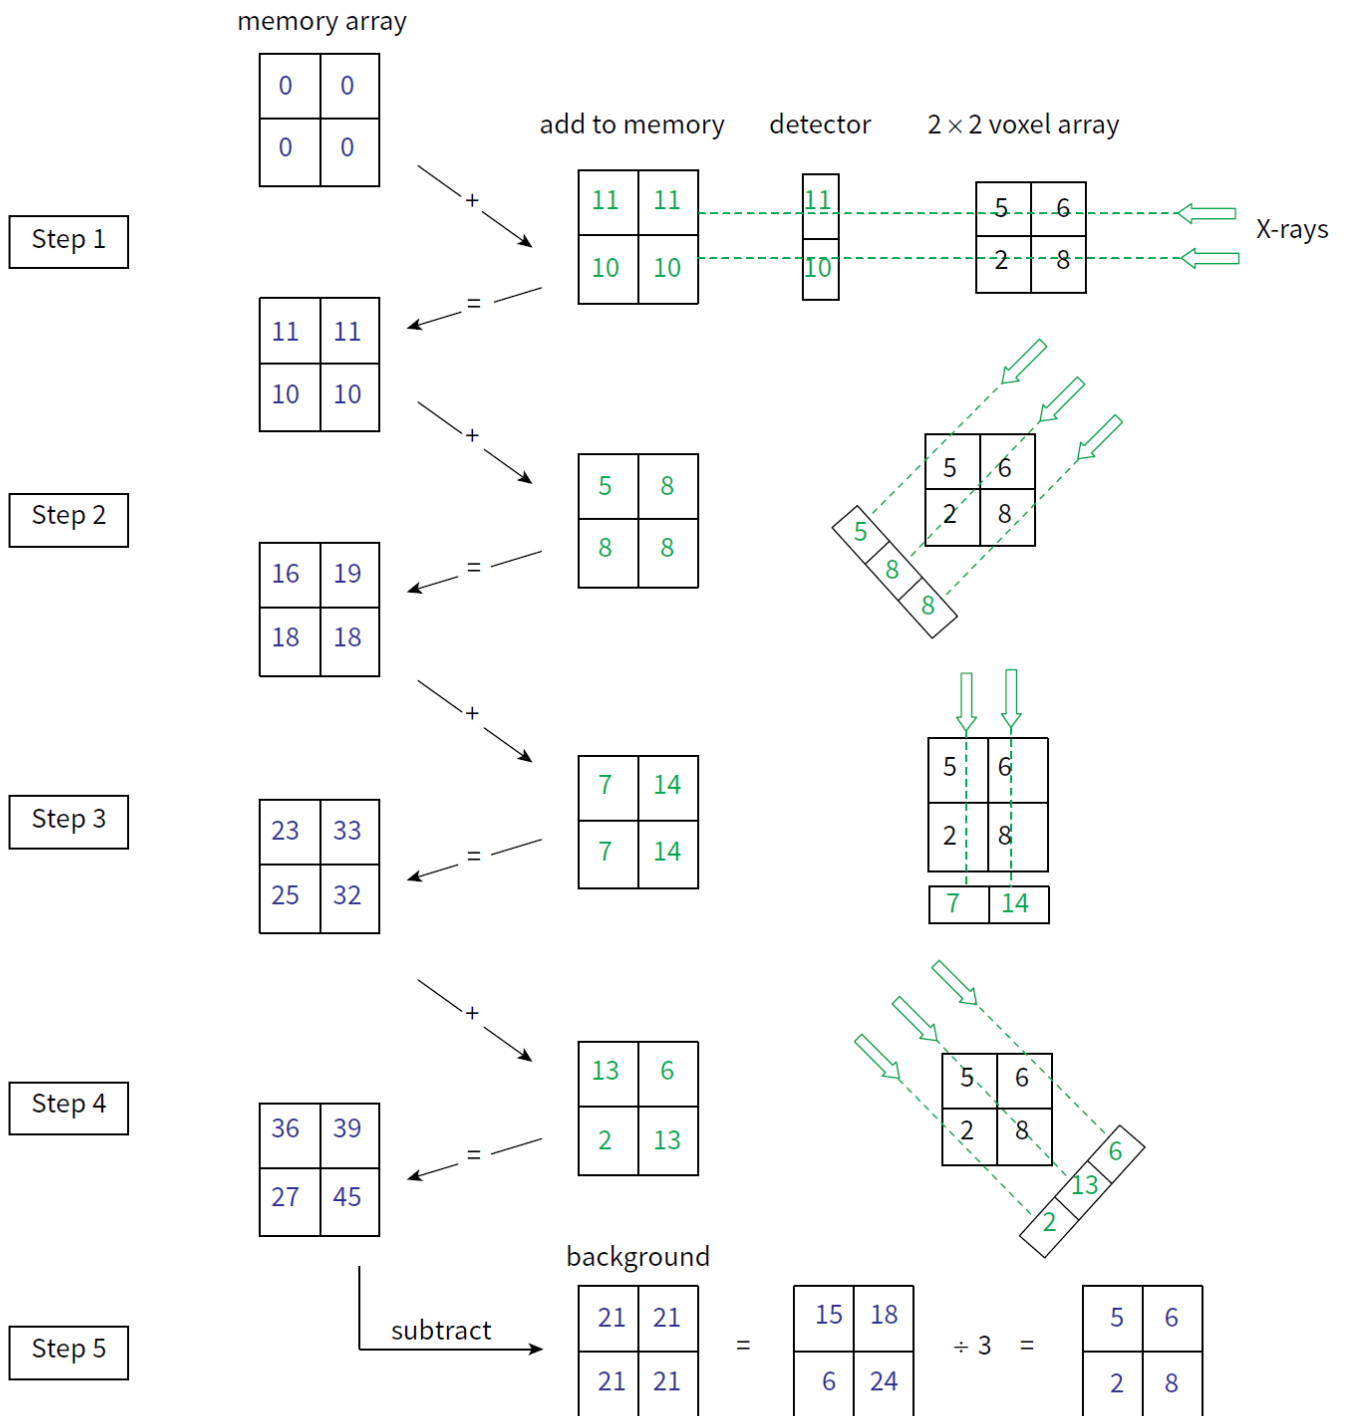 memory array
0 0
0 0
add to memory detector 2 × 2 voxel array
+
11 11 11 5 6
Step 1 X-rays
10 10 10 2 8
=
11 11
10 10
+
5 6
5 8 2 8
Step 2
8 8 5
= 8
16 19 8
18 18
+
7 14 5 6
Step 3
23 33
7 14 2 8
=
25 32 7 14
+
13 6 5 6
Step 4
36 39
2 13 2 8
= 6
13
27 45 2
background
21 21 15 18 5 6
subtract
Step 5 = ÷ 3 =
21 21 6 24 2 8